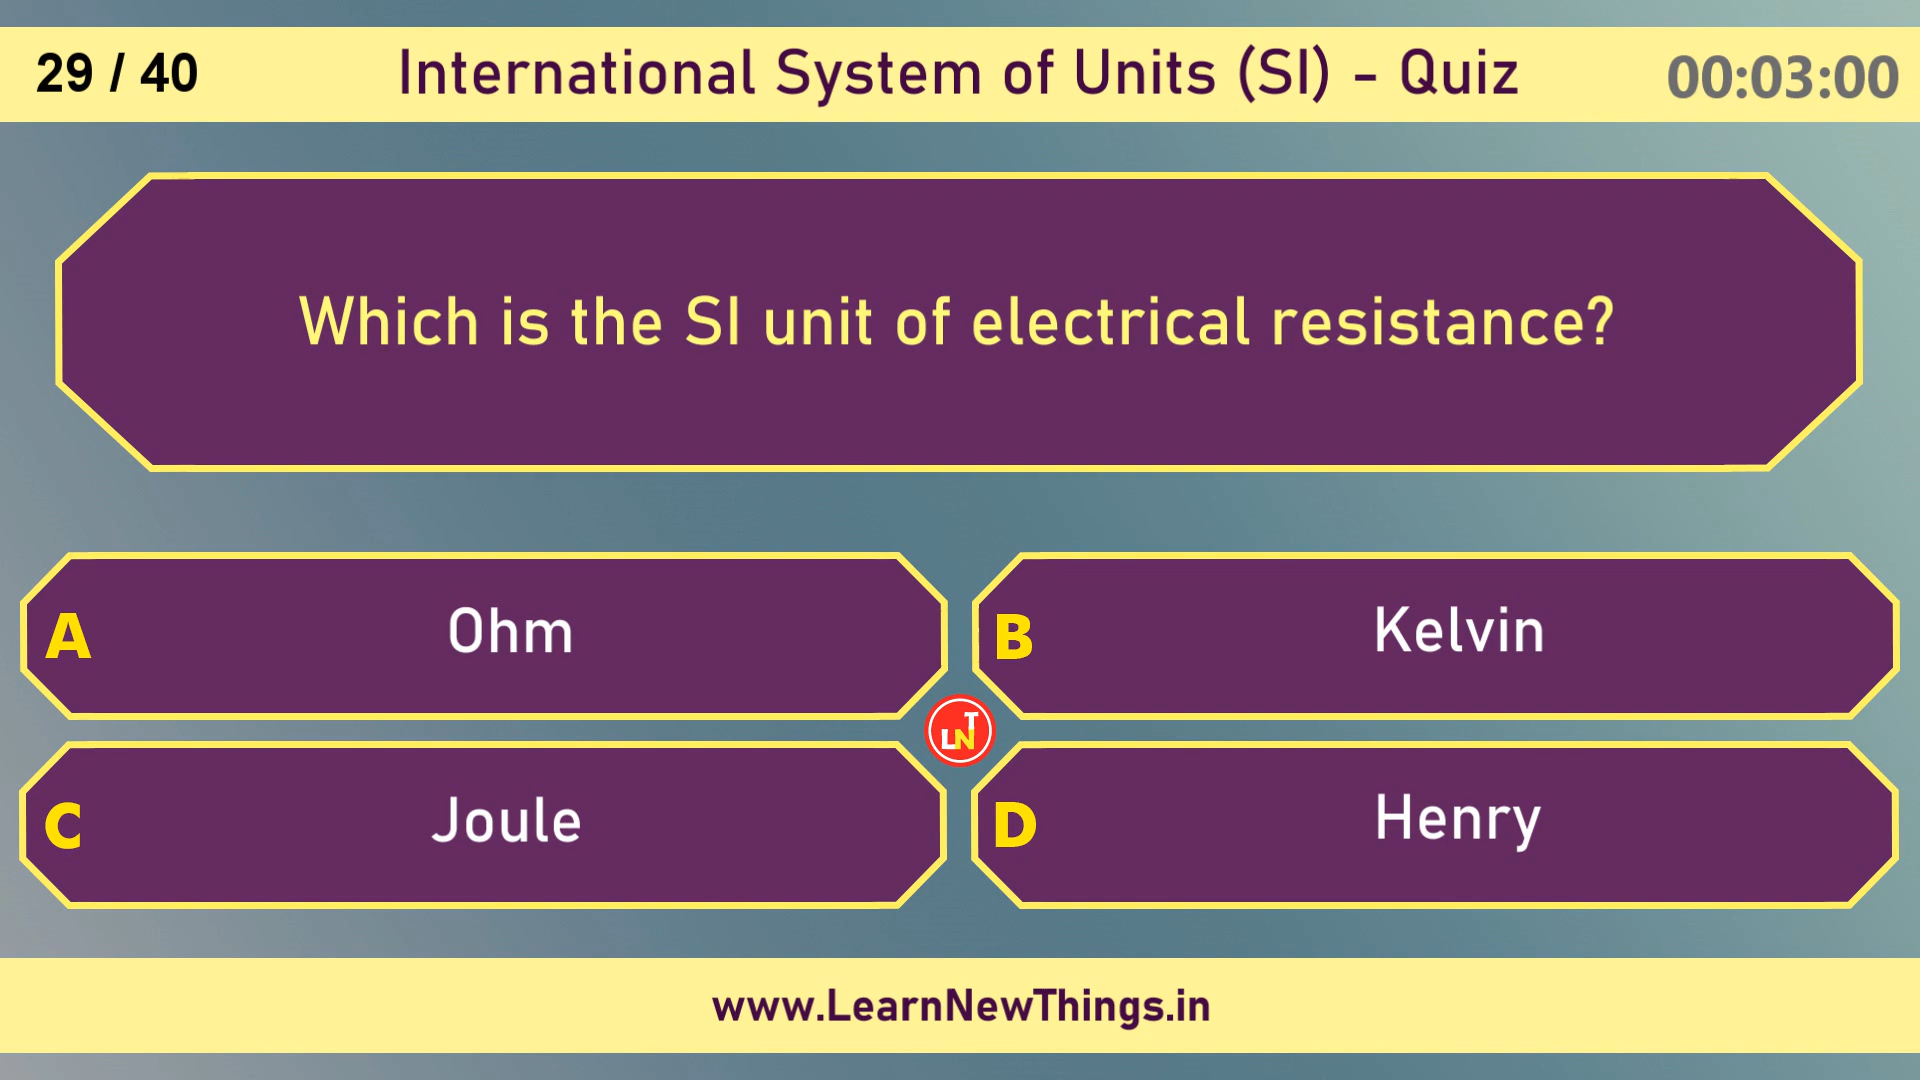 29 / 40
International System of Units (SI) - Quiz
00:03:00
Which is the SI unit of electrical resistance?
A
Ohm
B
Kelvin
LNT
C
Joule
D
Henry
www.LearnNewThings.in